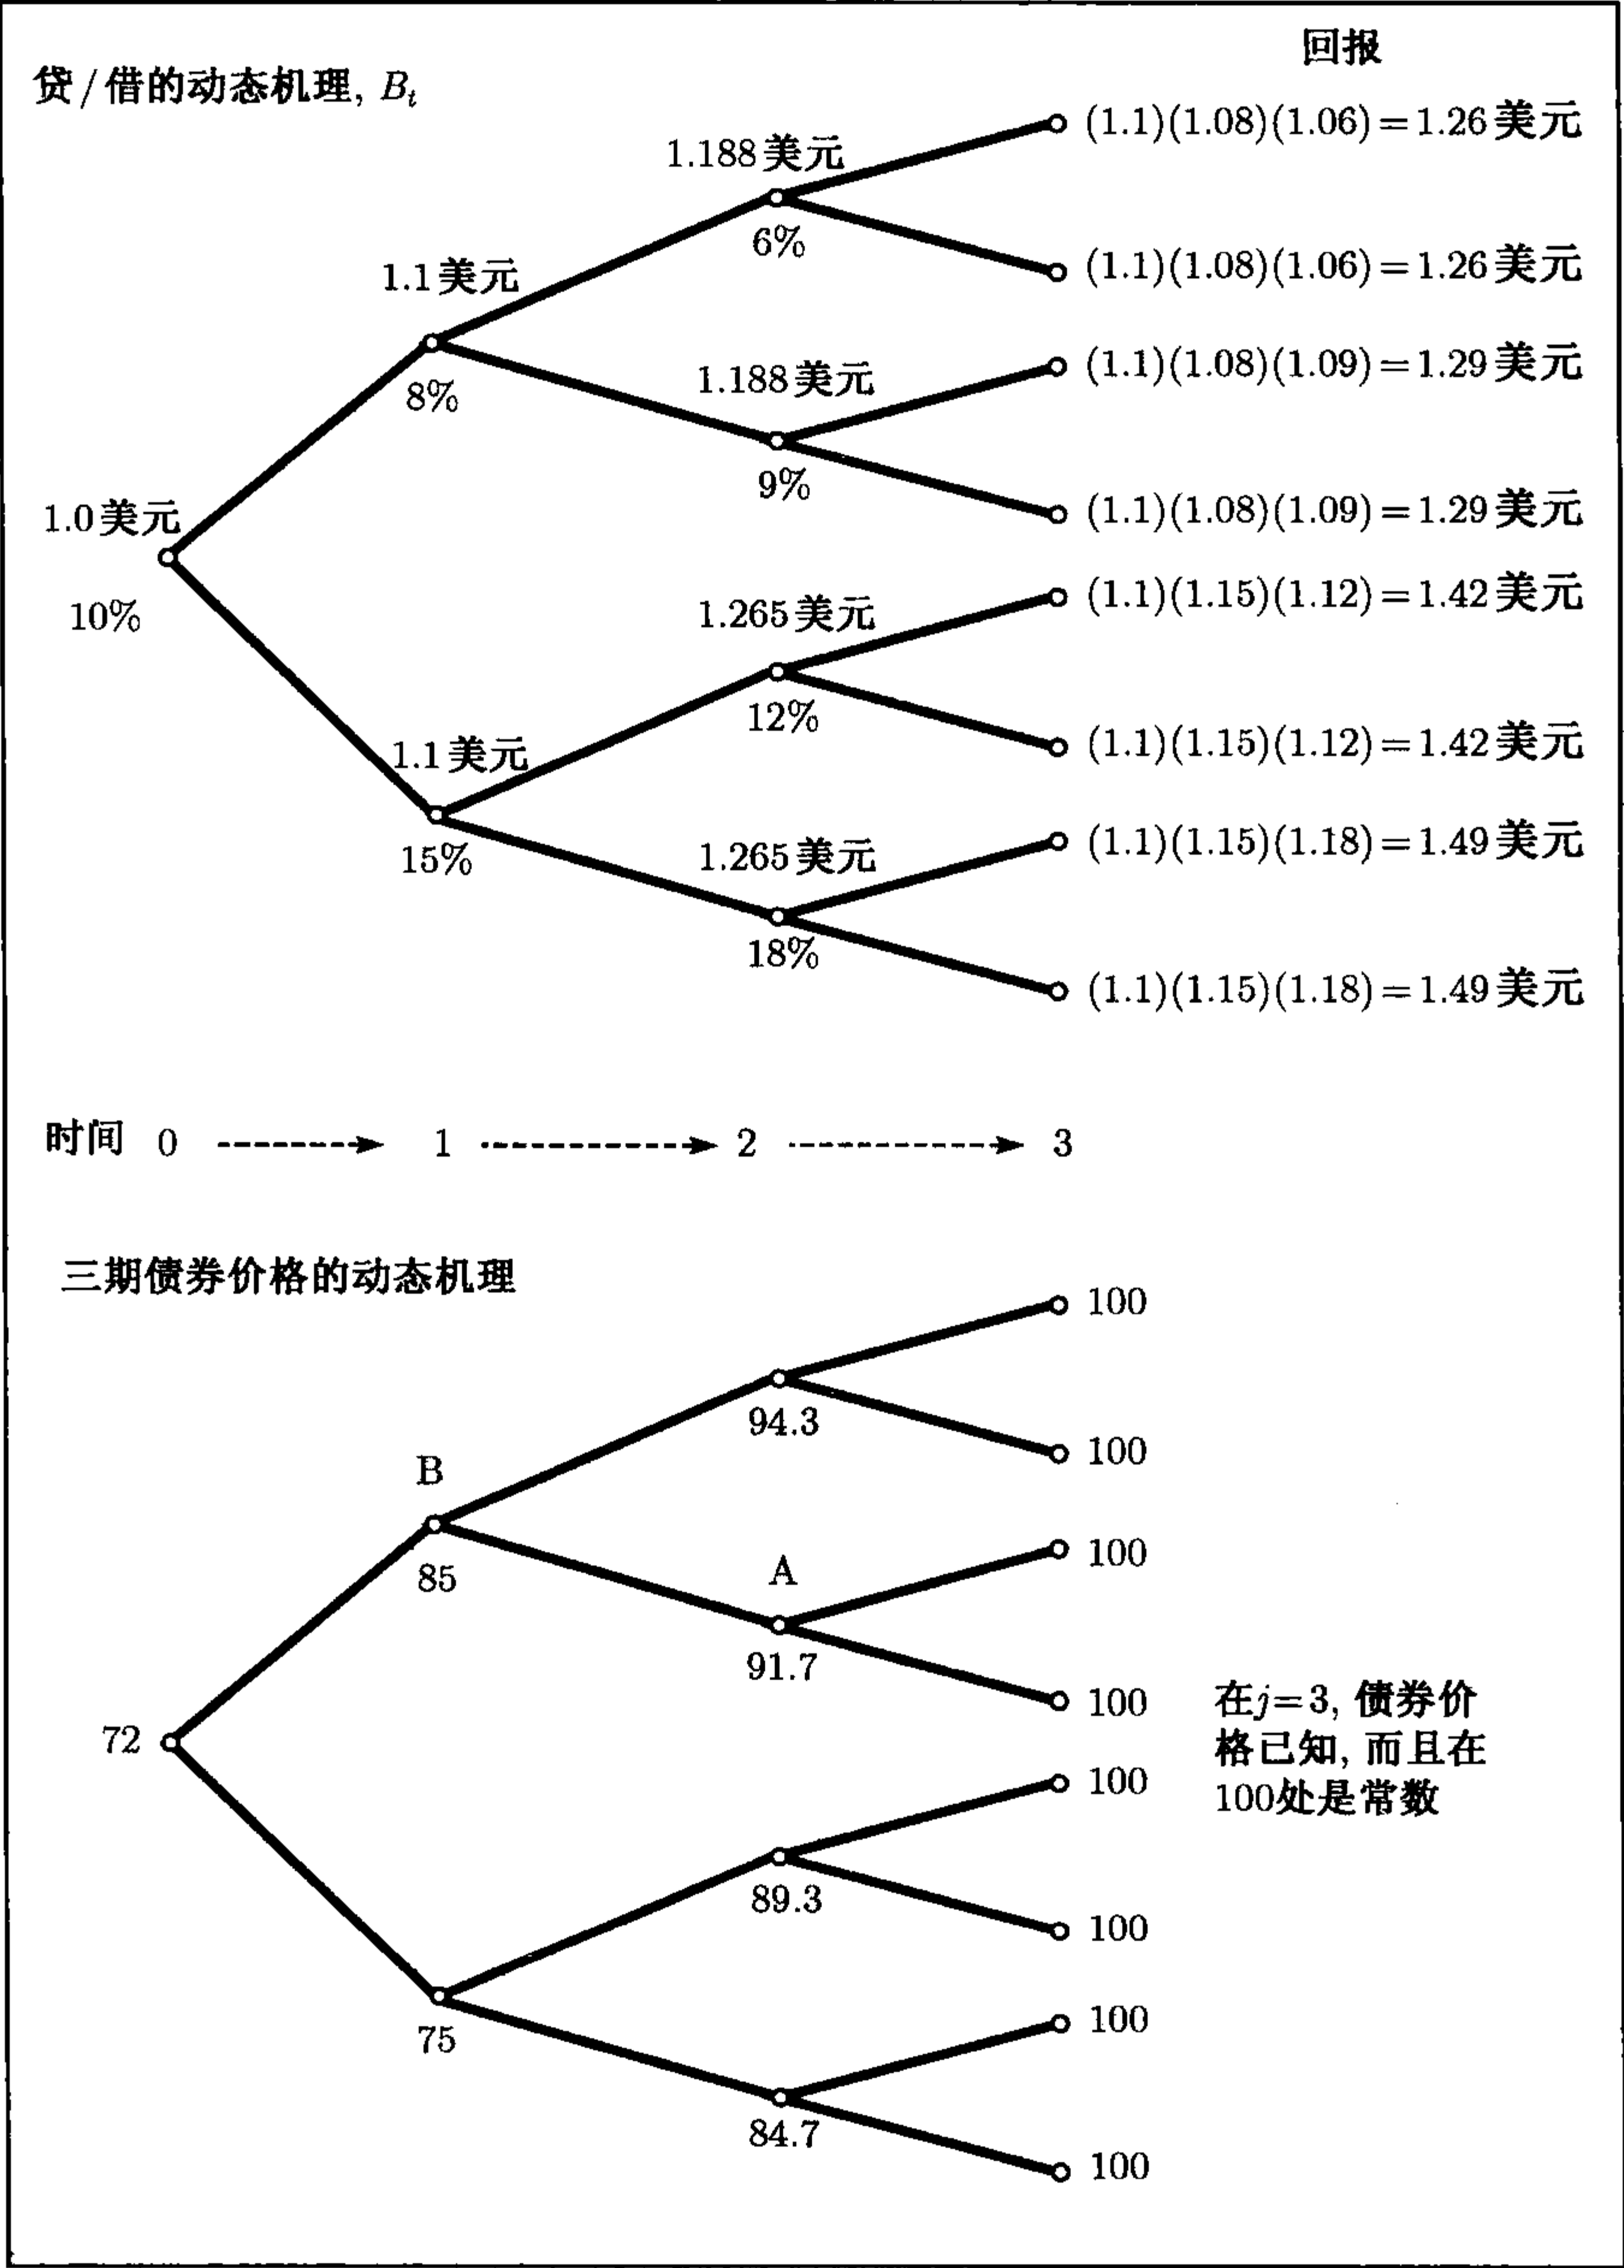 回报
贷/借的动态机理, Bt
(1.1)(1.08)(1.06)=1.26美元
1.188美元
6%
(1.1)(1.08)(1.06)=1.26美元
1.1美元
(1.1)(1.08)(1.09)=1.29美元
8%
1.188美元
9%
(1.1)(1.08)(1.09)=1.29美元
1.0美元
10%
(1.1)(1.15)(1.12)=1.42美元
1.265美元
12%
(1.1)(1.15)(1.12)=1.42美元
1.1美元
15%
(1.1)(1.15)(1.18)=1.49美元
1.265美元
18%
(1.1)(1.15)(1.18)=1.49美元
时间 0 1 2 3
三期债券价格的动态机理
100
94.3
100
B
85
100
A
91.7
100
在j=3, 债券价
格已知, 而且在
100处是常数
72
100
89.3
100
75
100
84.7
100